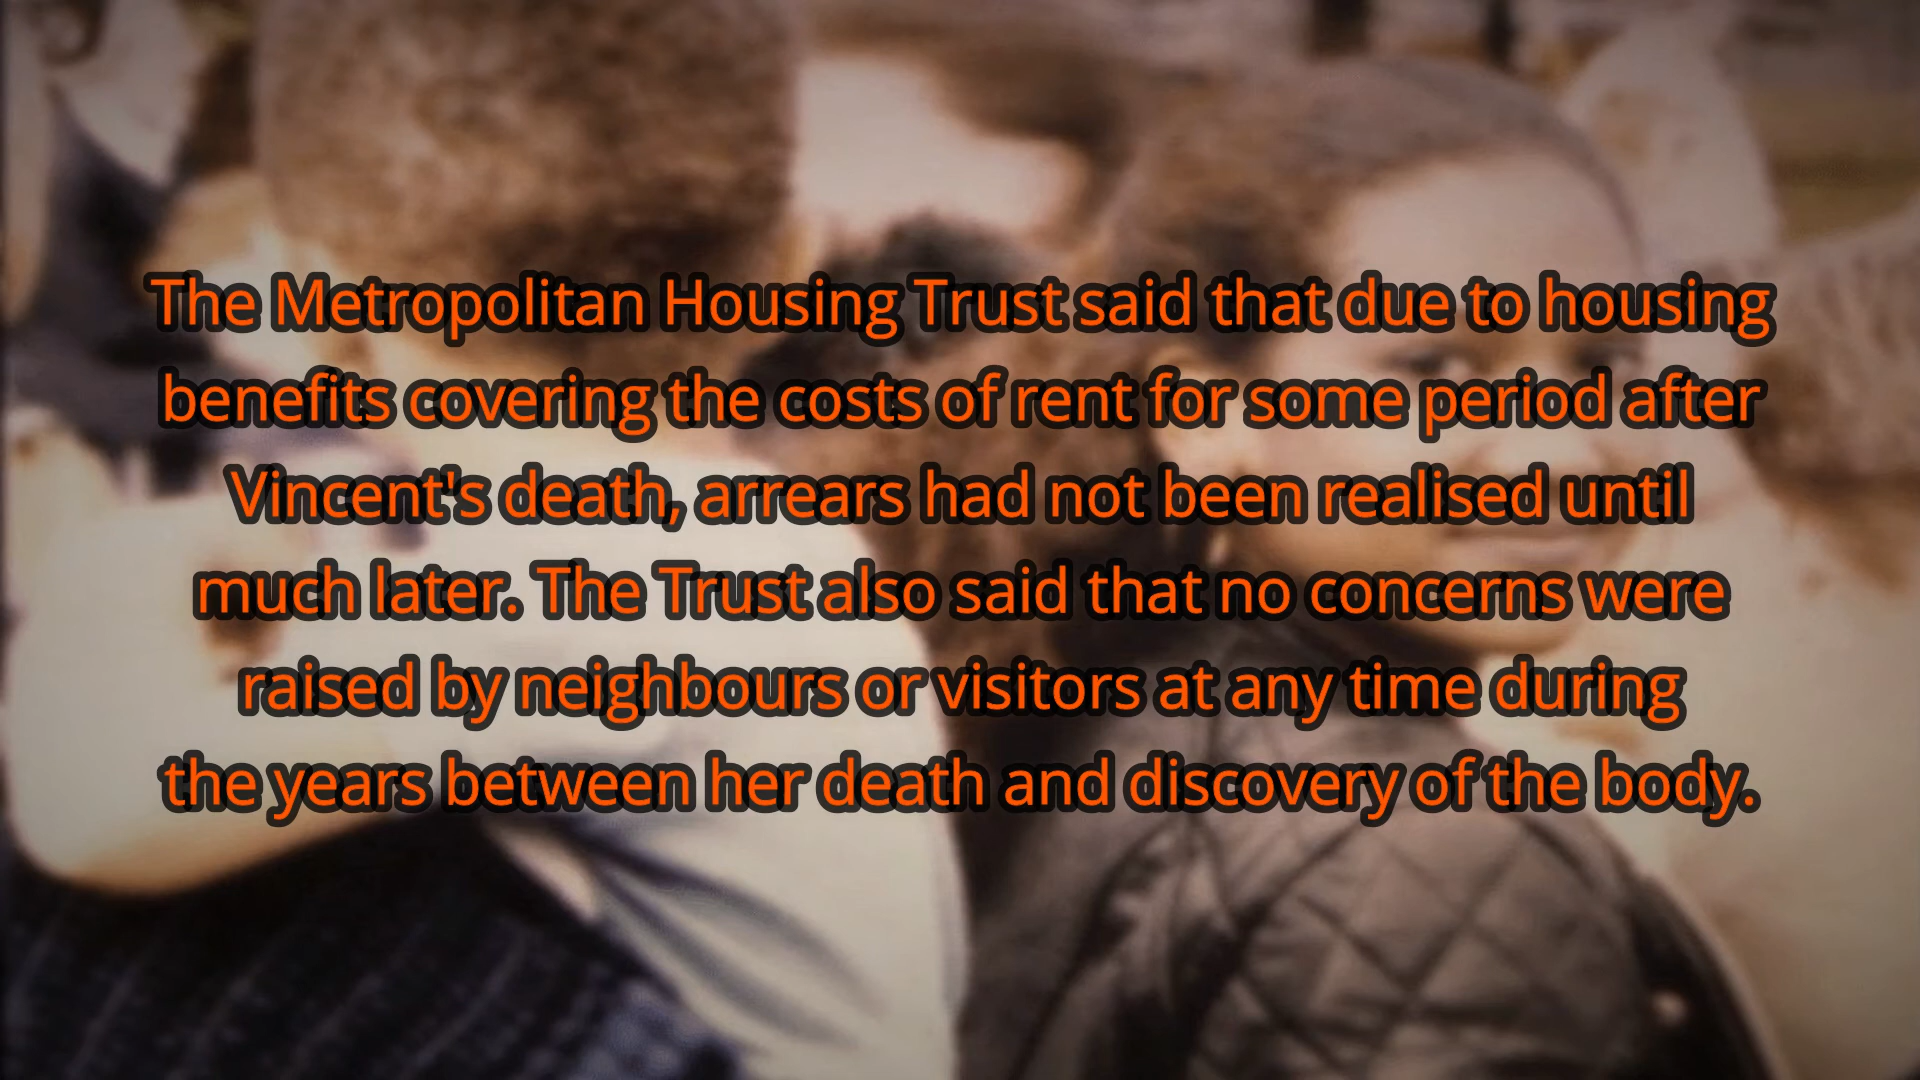 The Metropolitan Housing Trust said that due to housing
benefits covering the costs of rent for some period after
Vincent's death, arrears had not been realised until
much later. The Trust also said that no concerns were
raised by neighbours or visitors at any time during
the years between her death and discovery of the body.